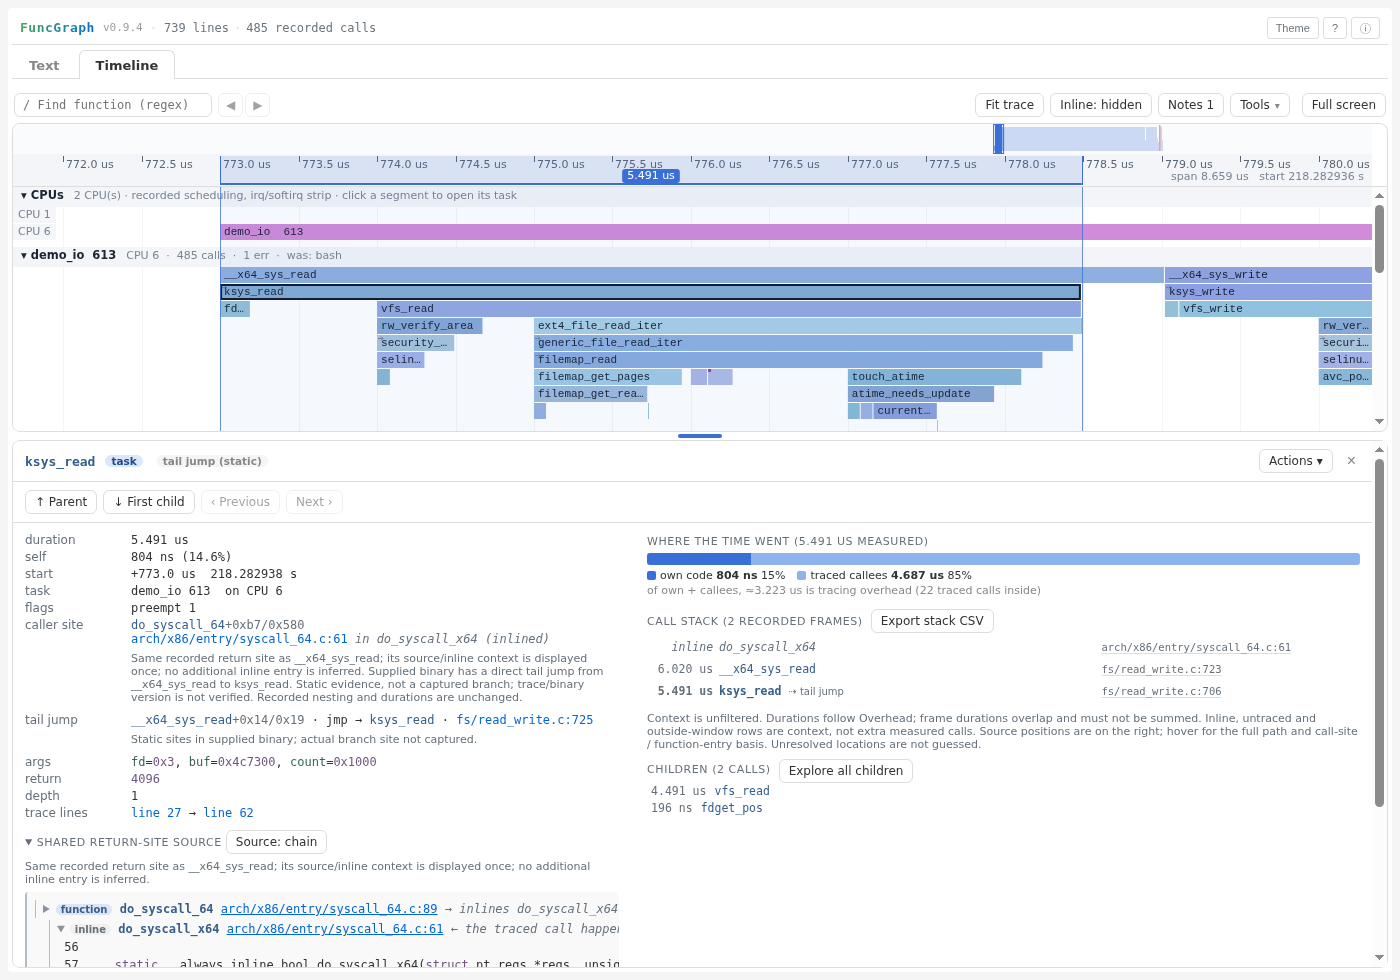 FuncGraph v0.9.4 · 739 lines · 485 recorded calls Theme ? ⓘ
Text Timeline
/ Find function (regex) ◀ ▶ Fit trace Inline: hidden Notes 1 Tools ▾ Full screen
772.0 us 772.5 us 773.0 us 773.5 us 774.0 us 774.5 us 775.0 us 775.5 us 776.0 us 776.5 us 777.0 us 777.5 us 778.0 us 778.5 us 779.0 us 779.5 us 780.0 us
5.491 us span 8.659 us start 218.282936 s
▾ CPUs 2 CPU(s) · recorded scheduling, irq/softirq strip · click a segment to open its task
CPU 1
CPU 6 demo_io 613
▾ demo_io 613 CPU 6 · 485 calls · 1 err · was: bash
__x64_sys_read __x64_sys_write
ksys_read ksys_write
fd… vfs_read vfs_write
rw_verify_area ext4_file_read_iter rw_ver…
security_… generic_file_read_iter securi…
selin… filemap_read selinu…
filemap_get_pages touch_atime avc_po…
filemap_get_rea… atime_needs_update
current…
ksys_read task tail jump (static) Actions ▾ ×
↑ Parent ↓ First child ‹ Previous Next ›
duration 5.491 us
self 804 ns (14.6%)
start +773.0 us 218.282938 s
task demo_io 613 on CPU 6
flags preempt 1
caller site do_syscall_64+0xb7/0x580
arch/x86/entry/syscall_64.c:61 in do_syscall_x64 (inlined)
Same recorded return site as __x64_sys_read; its source/inline context is displayed
once; no additional inline entry is inferred. Supplied binary has a direct tail jump from
__x64_sys_read to ksys_read. Static evidence, not a captured branch; trace/binary
version is not verified. Recorded nesting and durations are unchanged.
tail jump __x64_sys_read+0x14/0x19 · jmp → ksys_read · fs/read_write.c:725
Static sites in supplied binary; actual branch site not captured.
args fd=0x3, buf=0x4c7300, count=0x1000
return 4096
depth 1
trace lines line 27 → line 62
▼ SHARED RETURN-SITE SOURCE Source: chain
Same recorded return site as __x64_sys_read; its source/inline context is displayed once; no additional
inline entry is inferred.
▶ function do_syscall_64 arch/x86/entry/syscall_64.c:89 → inlines do_syscall_x64
▼ inline do_syscall_x64 arch/x86/entry/syscall_64.c:61 ← the traced call happe
56
57 static __always_inline bool do_syscall_x64(struct pt_regs *regs, unsig
WHERE THE TIME WENT (5.491 US MEASURED)
own code 804 ns 15% traced callees 4.687 us 85%
of own + callees, ≈3.223 us is tracing overhead (22 traced calls inside)
CALL STACK (2 RECORDED FRAMES) Export stack CSV
inline do_syscall_x64 arch/x86/entry/syscall_64.c:61
6.020 us __x64_sys_read fs/read_write.c:723
5.491 us ksys_read ⇢ tail jump fs/read_write.c:706
Context is unfiltered. Durations follow Overhead; frame durations overlap and must not be summed. Inline, untraced and
outside-window rows are context, not extra measured calls. Source positions are on the right; hover for the full path and call-site
/ function-entry basis. Unresolved locations are not guessed.
CHILDREN (2 CALLS) Explore all children
4.491 us vfs_read
196 ns fdget_pos